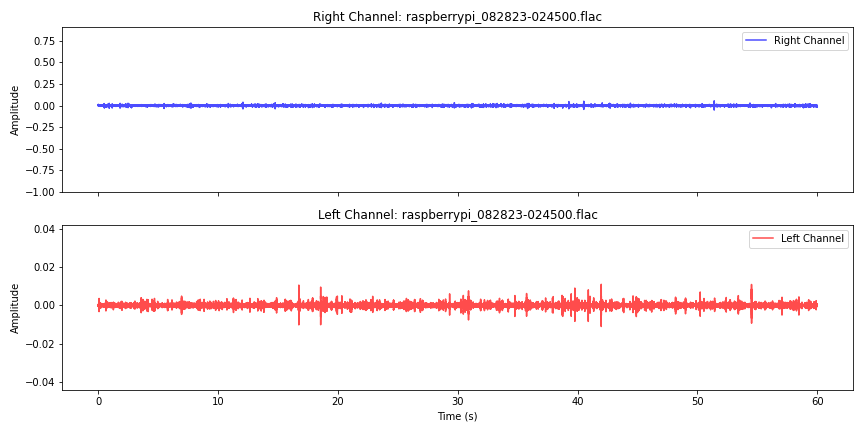 Right Channel: raspberrypi_082823-024500.flac
Right Channel
Amplitude
0.75
0.50
0.25
0.00
−0.25
−0.50
−0.75
−1.00
Left Channel: raspberrypi_082823-024500.flac
Left Channel
Amplitude
0.04
0.02
0.00
−0.02
−0.04
0 10 20 30 40 50 60
Time (s)